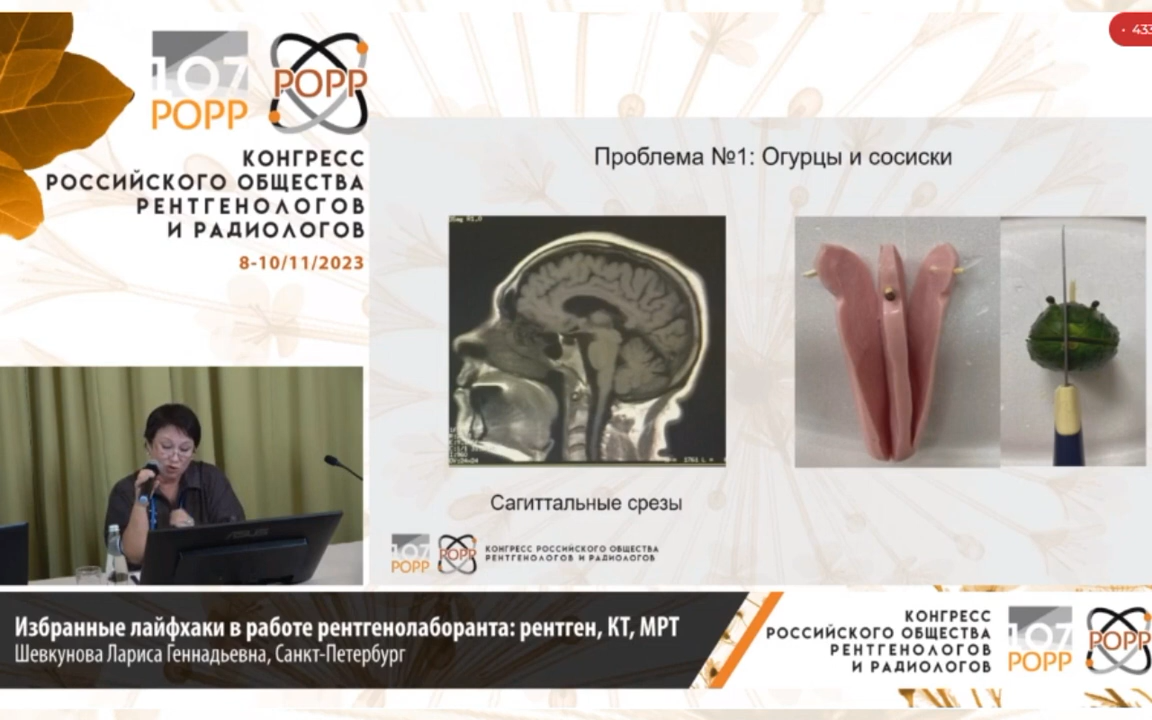 433
107
РОРР
РОРР
КОНГРЕСС
РОССИЙСКОГО ОБЩЕСТВА
РЕНТГЕНОЛОГОВ
И РАДИОЛОГОВ
8-10/11/2023
Проблема №1: Огурцы и сосиски
Сагиттальные срезы
107
РОРР
РОРР
КОНГРЕСС РОССИЙСКОГО ОБЩЕСТВА
РЕНТГЕНОЛОГОВ И РАДИОЛОГОВ
ASUS
Избранные лайфхаки в работе рентгенолаборанта: рентген, КТ, МРТ
Шевкунова Лариса Геннадьевна, Санкт-Петербург
КОНГРЕСС
РОССИЙСКОГО ОБЩЕСТВА
РЕНТГЕНОЛОГОВ
И РАДИОЛОГОВ
107
РОРР
РОРР